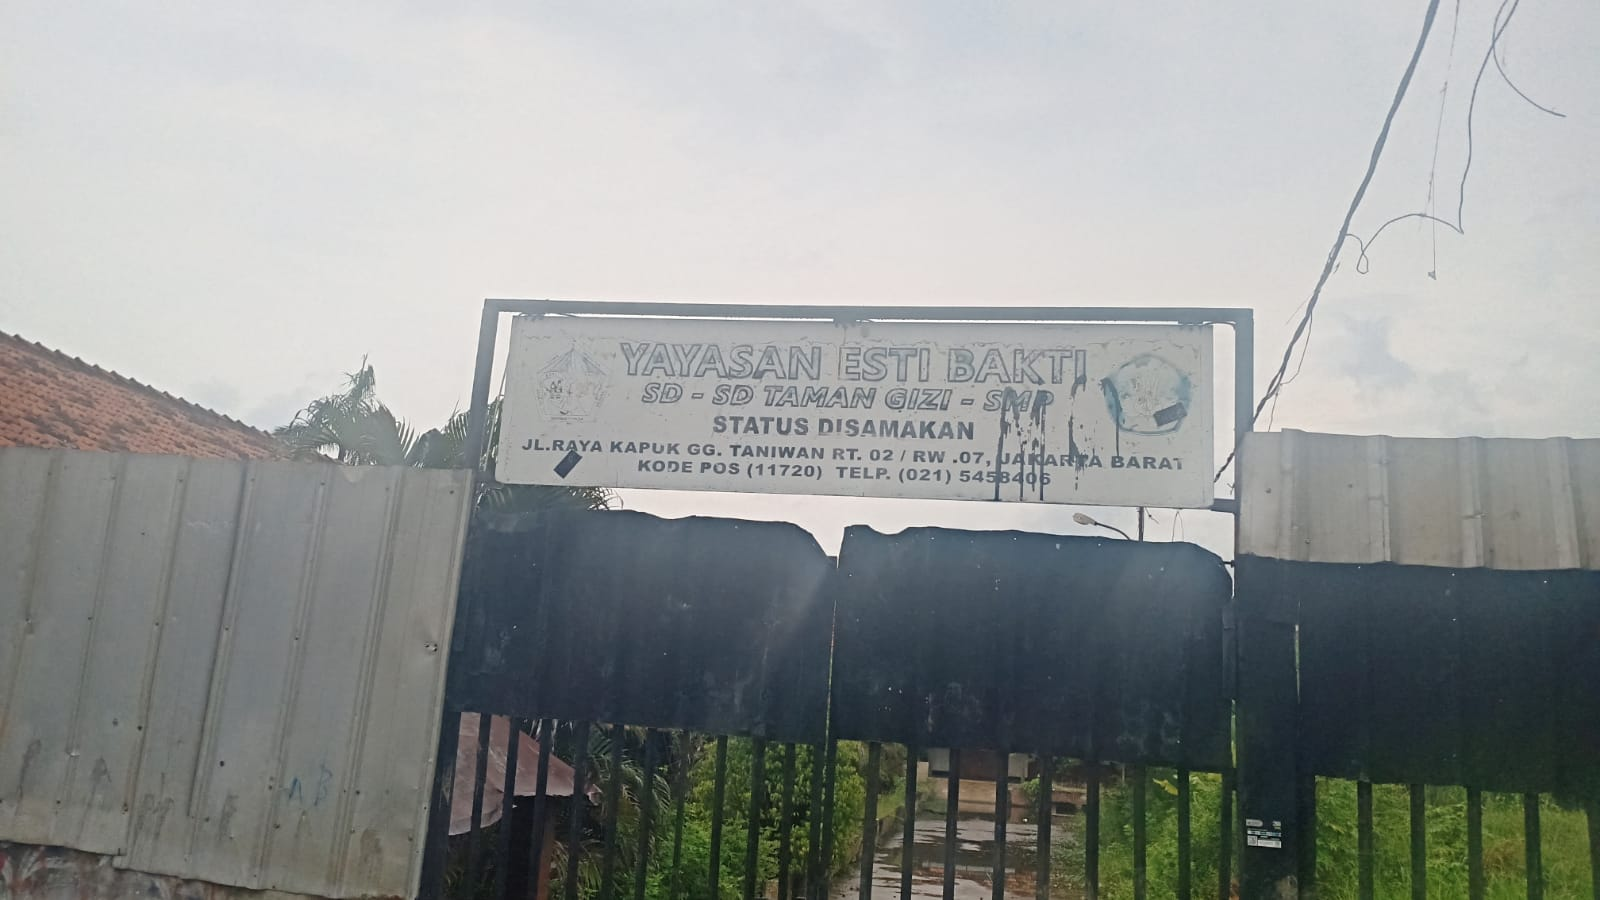 YAYASAN ESTI BAKTI
SD - SD TAMAN GIZI - SMP
STATUS DISAMAKAN
JL.RAYA KAPUK GG. TANIWAN RT. 02 / RW .07, JAKARTA BARAT
KODE POS (11720) TELP. (021) 5458406